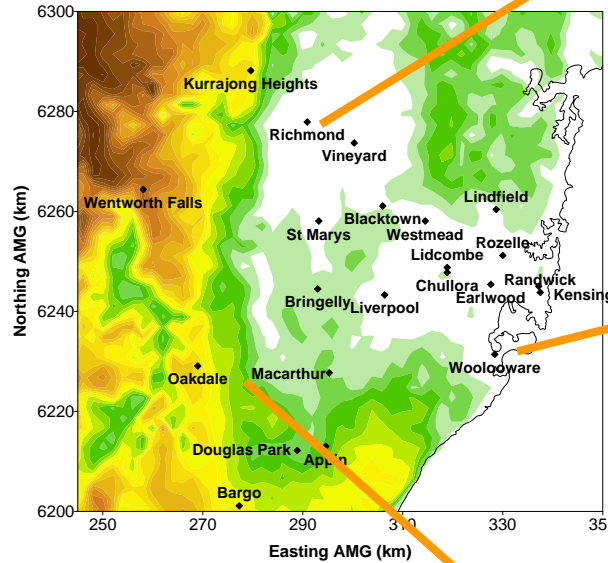 6300
Kurrajong Heights
6280
Richmond
Vineyard
Wentworth Falls
Lindfield
6260
Blacktown
St Marys
Westmead
Rozelle
Lidcombe
Northing AMG (km)
Chullora
Randwick
6240
Bringelly
Liverpool
Earlwood
Kensing
Woolooware
Oakdale
Macarthur
6220
Douglas Park
Appin
Bargo
6200
250
270
290
310
330
35
Easting AMG (km)